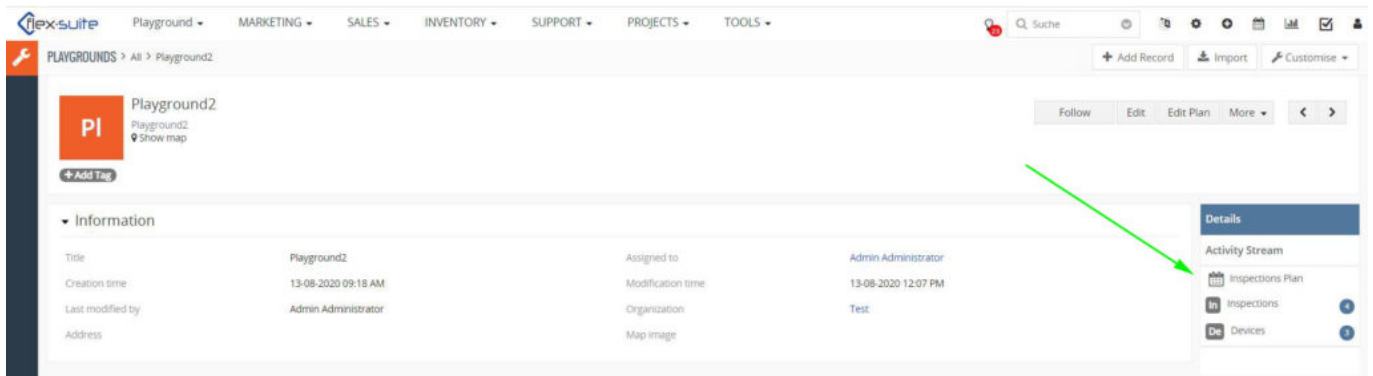 flex-suite Playground MARKETING SALES INVENTORY SUPPORT PROJECTS TOOLS Suche
PLAYGROUNDS > All > Playground2 + Add Record Import Customise
Pl
Playground2
Playground2
Show map
+ Add Tag
Follow Edit Edit Plan More
Information
Title Playground2 Assigned to Admin Administrator
Creation time 13-08-2020 09:18 AM Modification time 13-08-2020 12:07 PM
Last modified by Admin Administrator Organization Test
Address Map image
Details
Activity Stream
Inspections Plan
In Inspections 4
De Devices 3